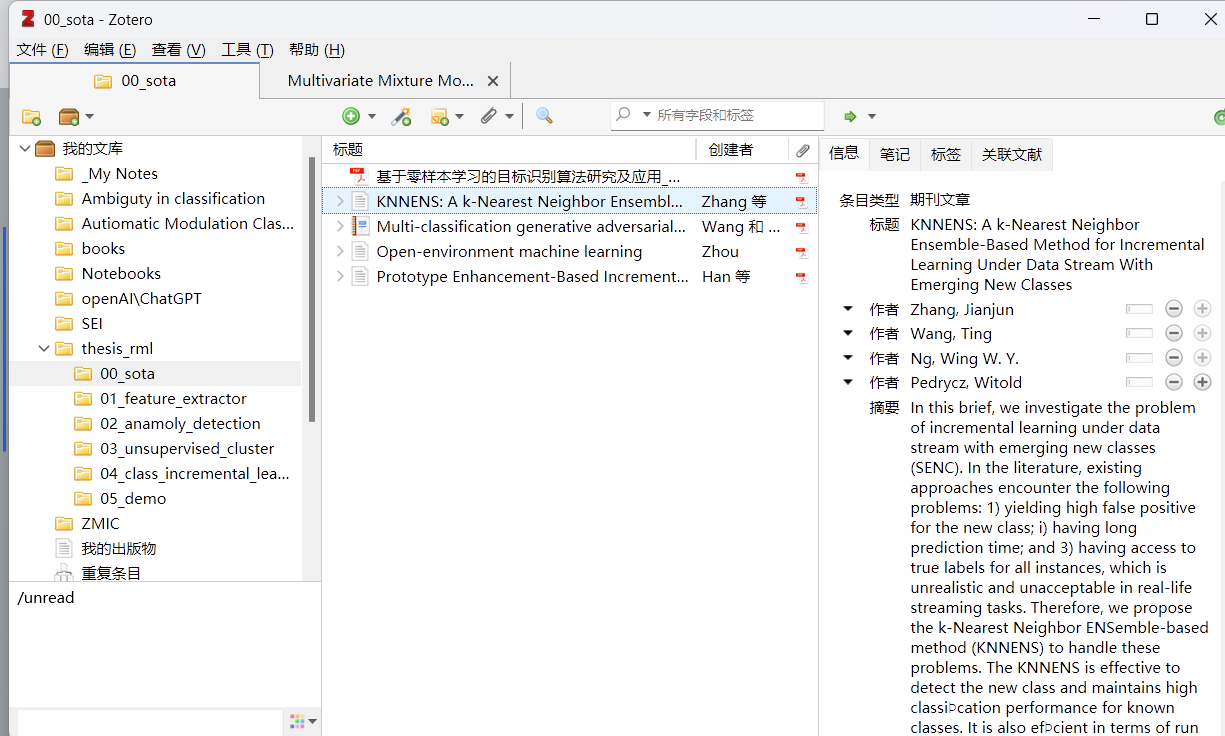 00_sota - Zotero
文件 (F) 编辑 (E) 查看 (V) 工具 (T) 帮助 (H)
00_sota
Multivariate Mixture Mo...
所有字段和标签
我的文库
_My Notes
Ambiguty in classification
Autiomatic Modulation Clas...
books
Notebooks
openAI\ChatGPT
SEI
thesis_rml
00_sota
01_feature_extractor
02_anamoly_detection
03_unsupervised_cluster
04_class_incremental_lea...
05_demo
ZMIC
我的出版物
重复条目
/unread
标题 创建者
基于零样本学习的目标识别算法研究及应用_...
KNNENS: A k-Nearest Neighbor Ensembl... Zhang 等
Multi-classification generative adversarial... Wang 和 ...
Open-environment machine learning Zhou
Prototype Enhancement-Based Increment... Han 等
信息 笔记 标签 关联文献
条目类型 期刊文章
标题 KNNENS: A k-Nearest Neighbor
Ensemble-Based Method for Incremental
Learning Under Data Stream With
Emerging New Classes
作者 Zhang, Jianjun
作者 Wang, Ting
作者 Ng, Wing W. Y.
作者 Pedrycz, Witold
摘要 In this brief, we investigate the problem
of incremental learning under data
stream with emerging new classes
(SENC). In the literature, existing
approaches encounter the following
problems: 1) yielding high false positive
for the new class; i) having long
prediction time; and 3) having access to
true labels for all instances, which is
unrealistic and unacceptable in real-life
streaming tasks. Therefore, we propose
the k-Nearest Neighbor ENSemble-based
method (KNNENS) to handle these
problems. The KNNENS is effective to
detect the new class and maintains high
classiÞcation performance for known
classes. It is also efÞcient in terms of run